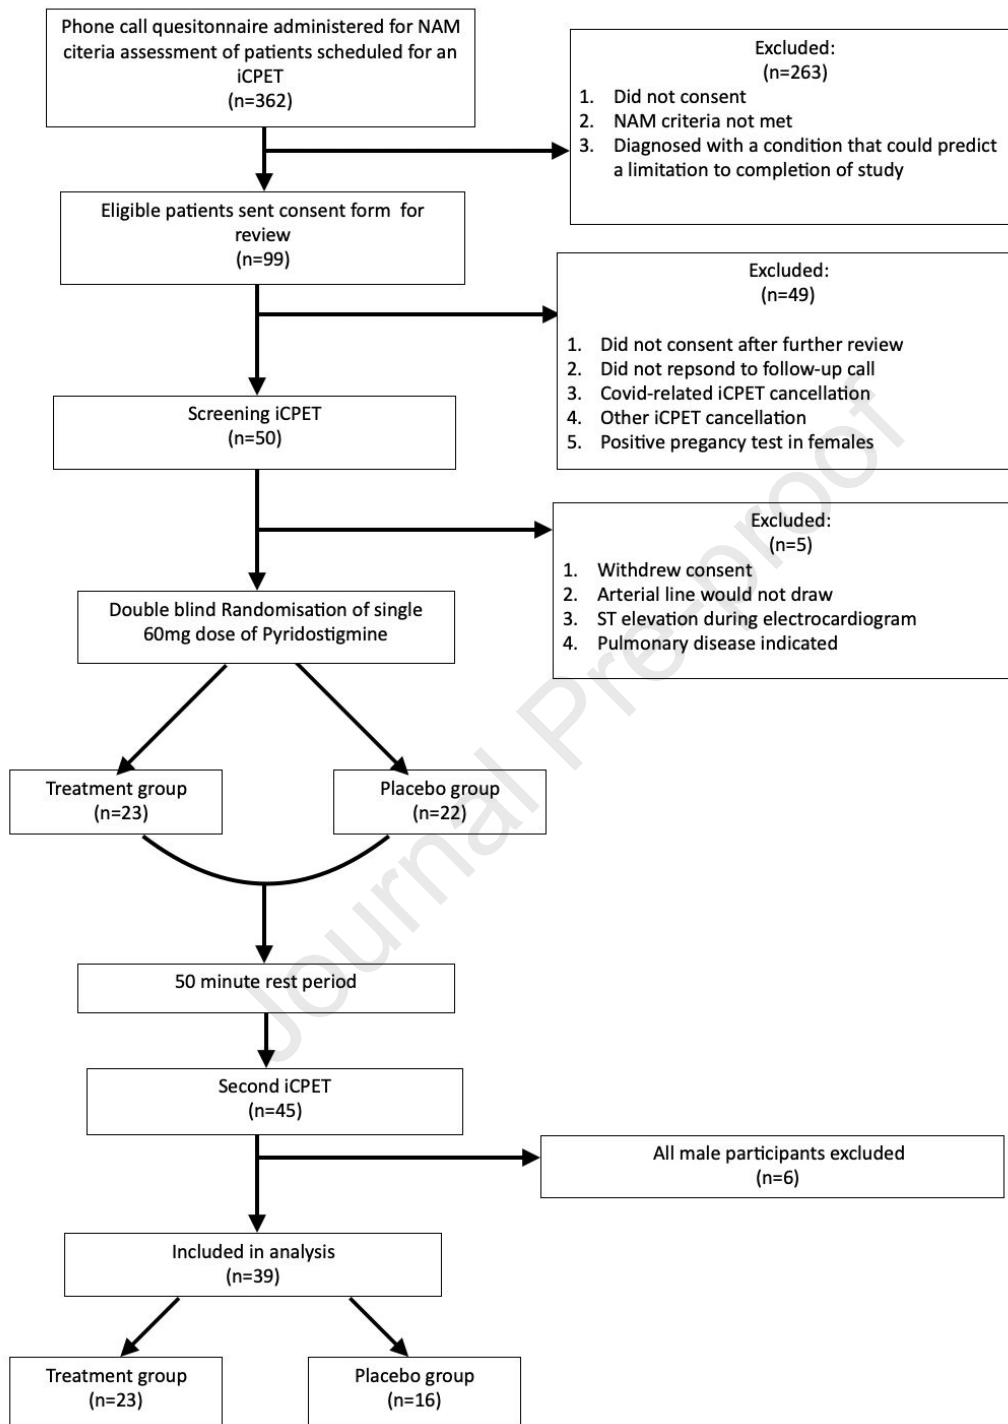 Phone call quesitonnaire administered for NAM
citeria assessment of patients scheduled for an
iCPET
(n=362)
Excluded:
(n=263)
1. Did not consent
2. NAM criteria not met
3. Diagnosed with a condition that could predict
a limitation to completion of study
Eligible patients sent consent form for
review
(n=99)
Excluded:
(n=49)
1. Did not consent after further review
2. Did not repsond to follow-up call
3. Covid-related iCPET cancellation
4. Other iCPET cancellation
5. Positive pregancy test in females
Screening iCPET
(n=50)
Excluded:
(n=5)
1. Withdrew consent
2. Arterial line would not draw
3. ST elevation during electrocardiogram
4. Pulmonary disease indicated
Double blind Randomisation of single
60mg dose of Pyridostigmine
Treatment group
(n=23)
Placebo group
(n=22)
50 minute rest period
Second iCPET
(n=45)
All male participants excluded
(n=6)
Included in analysis
(n=39)
Treatment group
(n=23)
Placebo group
(n=16)
Journal Pre-proof